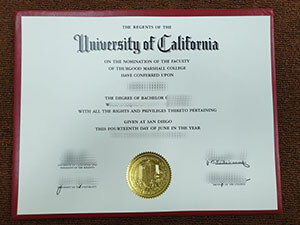 THE REGENTS OF THE
University of California
ON THE NOMINATION OF THE FACULTY
OF THURGOOD MARSHALL COLLEGE
HAVE CONFERRED UPON
THE DEGREE OF BACHELOR
WITH ALL THE RIGHTS AND PRIVILEGES THERETO PERTAINING
GIVEN AT SAN DIEGO
THIS FOURTEENTH DAY OF JUNE IN THE YEAR